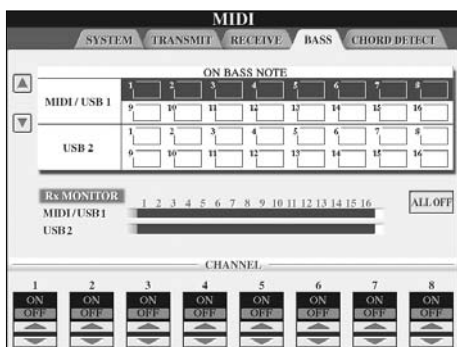 MIDI
SYSTEM TRANSMIT RECEIVE BASS CHORD DETECT
ON BASS NOTE
MIDI / USB 1
1 2 3 4 5 6 7 8
9 10 11 12 13 14 15 16
USB 2
1 2 3 4 5 6 7 8
9 10 11 12 13 14 15 16
Rx MONITOR
1 2 3 4 5 6 7 8 9 10 11 12 13 14 15 16
ALL OFF
MIDI/USB1
USB2
CHANNEL
1 2 3 4 5 6 7 8
ON ON ON ON ON ON ON ON
OFF OFF OFF OFF OFF OFF OFF OFF